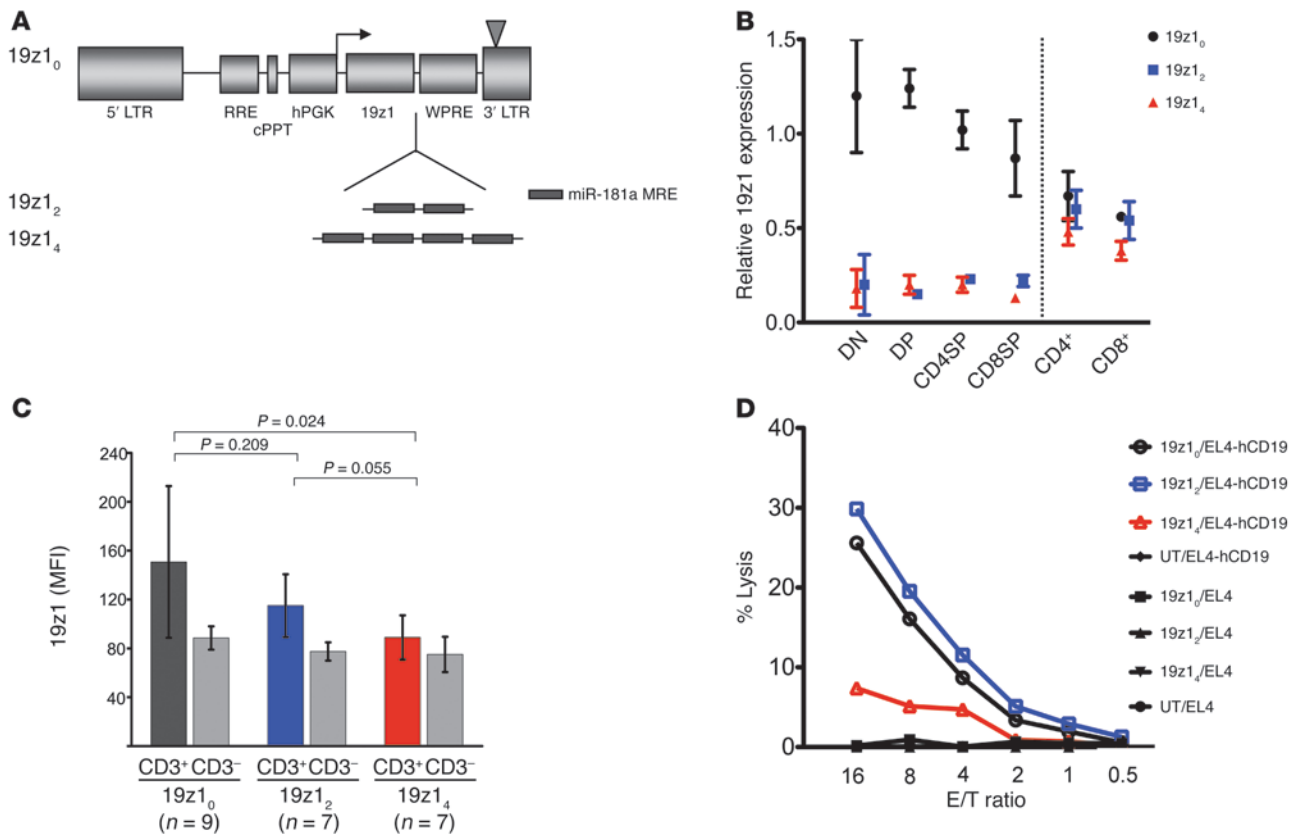 A
19z1₀
5′ LTR
RRE
cPPT
hPGK
19z1
WPRE
3′ LTR
19z1₂
19z1₄
miR-181a MRE
B
Relative 19z1 expression
1.5
1.0
0.5
0.0
DN
DP
CD4SP
CD8SP
CD4⁺
CD8⁺
19z1₀
19z1₂
19z1₄
C
P = 0.024
P = 0.209
P = 0.055
19z1 (MFI)
240
200
160
120
80
40
CD3⁺ CD3⁻ CD3⁺ CD3⁻ CD3⁺ CD3⁻
19z1₀ 19z1₂ 19z1₄
(n = 9) (n = 7) (n = 7)
D
% Lysis
40
30
20
10
0
16 8 4 2 1 0.5
E/T ratio
19z1₀/EL4-hCD19
19z1₂/EL4-hCD19
19z1₄/EL4-hCD19
UT/EL4-hCD19
19z1₀/EL4
19z1₂/EL4
19z1₄/EL4
UT/EL4